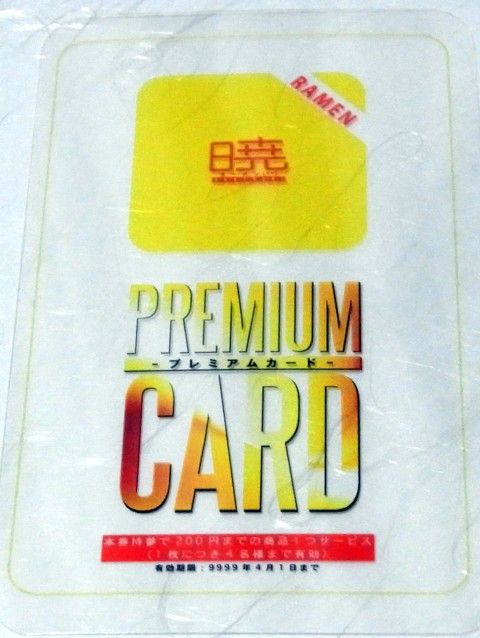 RAMEN
暁
PREMIUM
- プレミアムカード -
CARD
本券持参で200円までの商品1つサービス
(1枚につき4名様まで有効)
有効期限:9999年4月1日まで